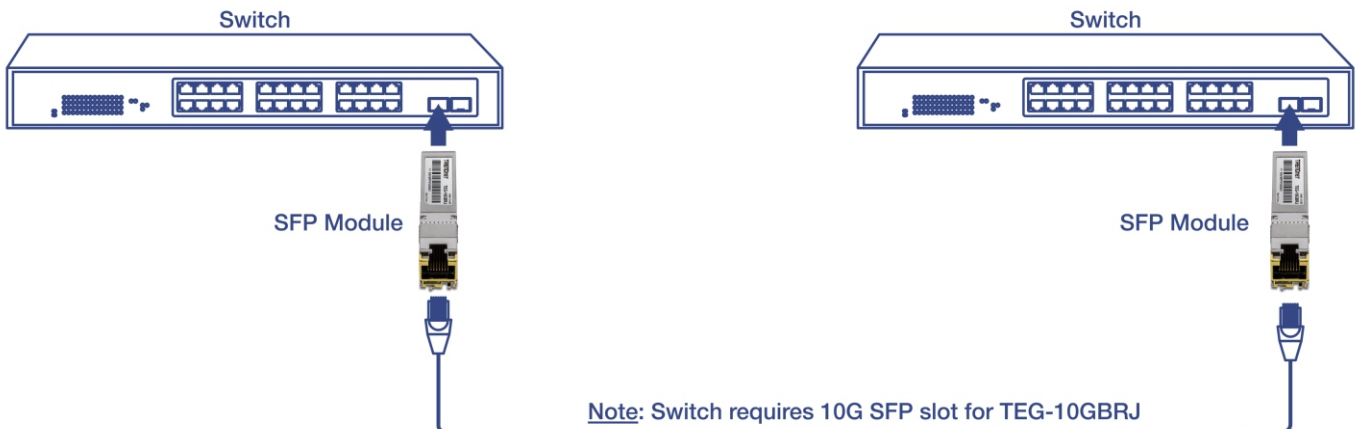 Switch
Switch
SFP Module
SFP Module
Note: Switch requires 10G SFP slot for TEG-10GBRJ